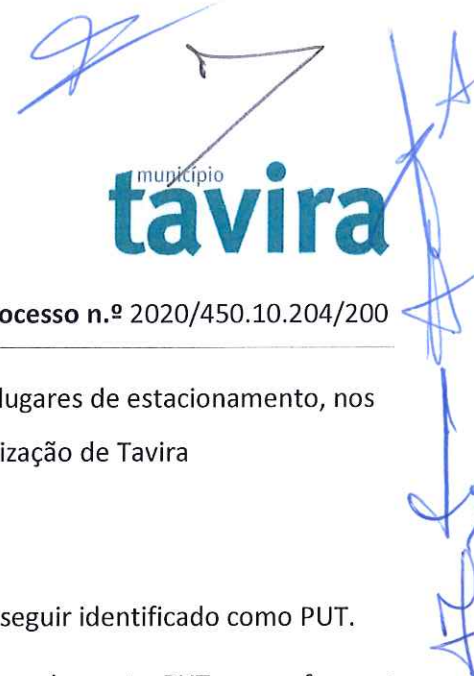 município
tavira
ocesso n.º 2020/450.10.204/200
lugares de estacionamento, nos
ização de Tavira
seguir identificado como PUT.